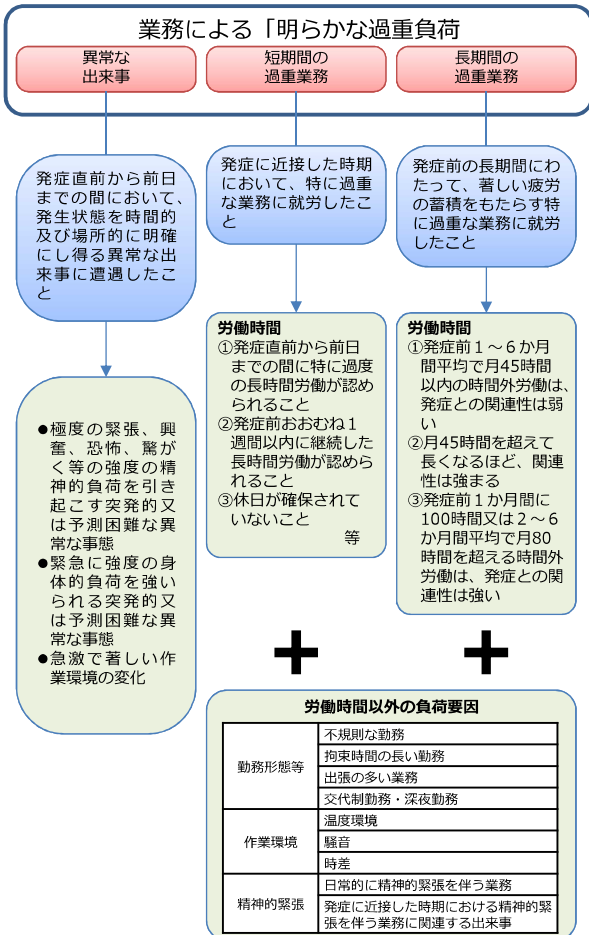 業務による「明らかな過重負荷
異常な
出来事
短期間の
過重業務
長期間の
過重業務
発症直前から前日
までの間において、
発生状態を時間的
及び場所的に明確
にし得る異常な出
来事に遭遇したこ
と
発症に近接した時期
において、特に過重
な業務に就労したこ
と
発症前の長期間にわ
たって、著しい疲労
の蓄積をもたらす特
に過重な業務に就労
したこと
●極度の緊張、興
奮、恐怖、驚が
く等の強度の精
神的負荷を引き
起こす突発的又
は予測困難な異
常な事態
●緊急に強度の身
体的負荷を強い
られる突発的又
は予測困難な異
常な事態
●急激で著しい作
業環境の変化
労働時間
①発症直前から前日
までの間に特に過度
の長時間労働が認め
られること
②発症前おおむね1
週間以内に継続した
長時間労働が認めら
れること
③休日が確保されて
いないこと
等
労働時間
①発症前1～6か月
間平均で月45時間
以内の時間外労働は、
発症との関連性は弱
い
②月45時間を超えて
長くなるほど、関連
性は強まる
③発症前1か月間に
100時間又は2～6
か月間平均で月80
時間を超える時間外
労働は、発症との関
連性は強い
労働時間以外の負荷要因
勤務形態等
不規則な勤務
拘束時間の長い勤務
出張の多い業務
交代制勤務・深夜勤務
作業環境
温度環境
騒音
時差
精神的緊張
日常的に精神的緊張を伴う業務
発症に近接した時期における精神的緊
張を伴う業務に関連する出来事